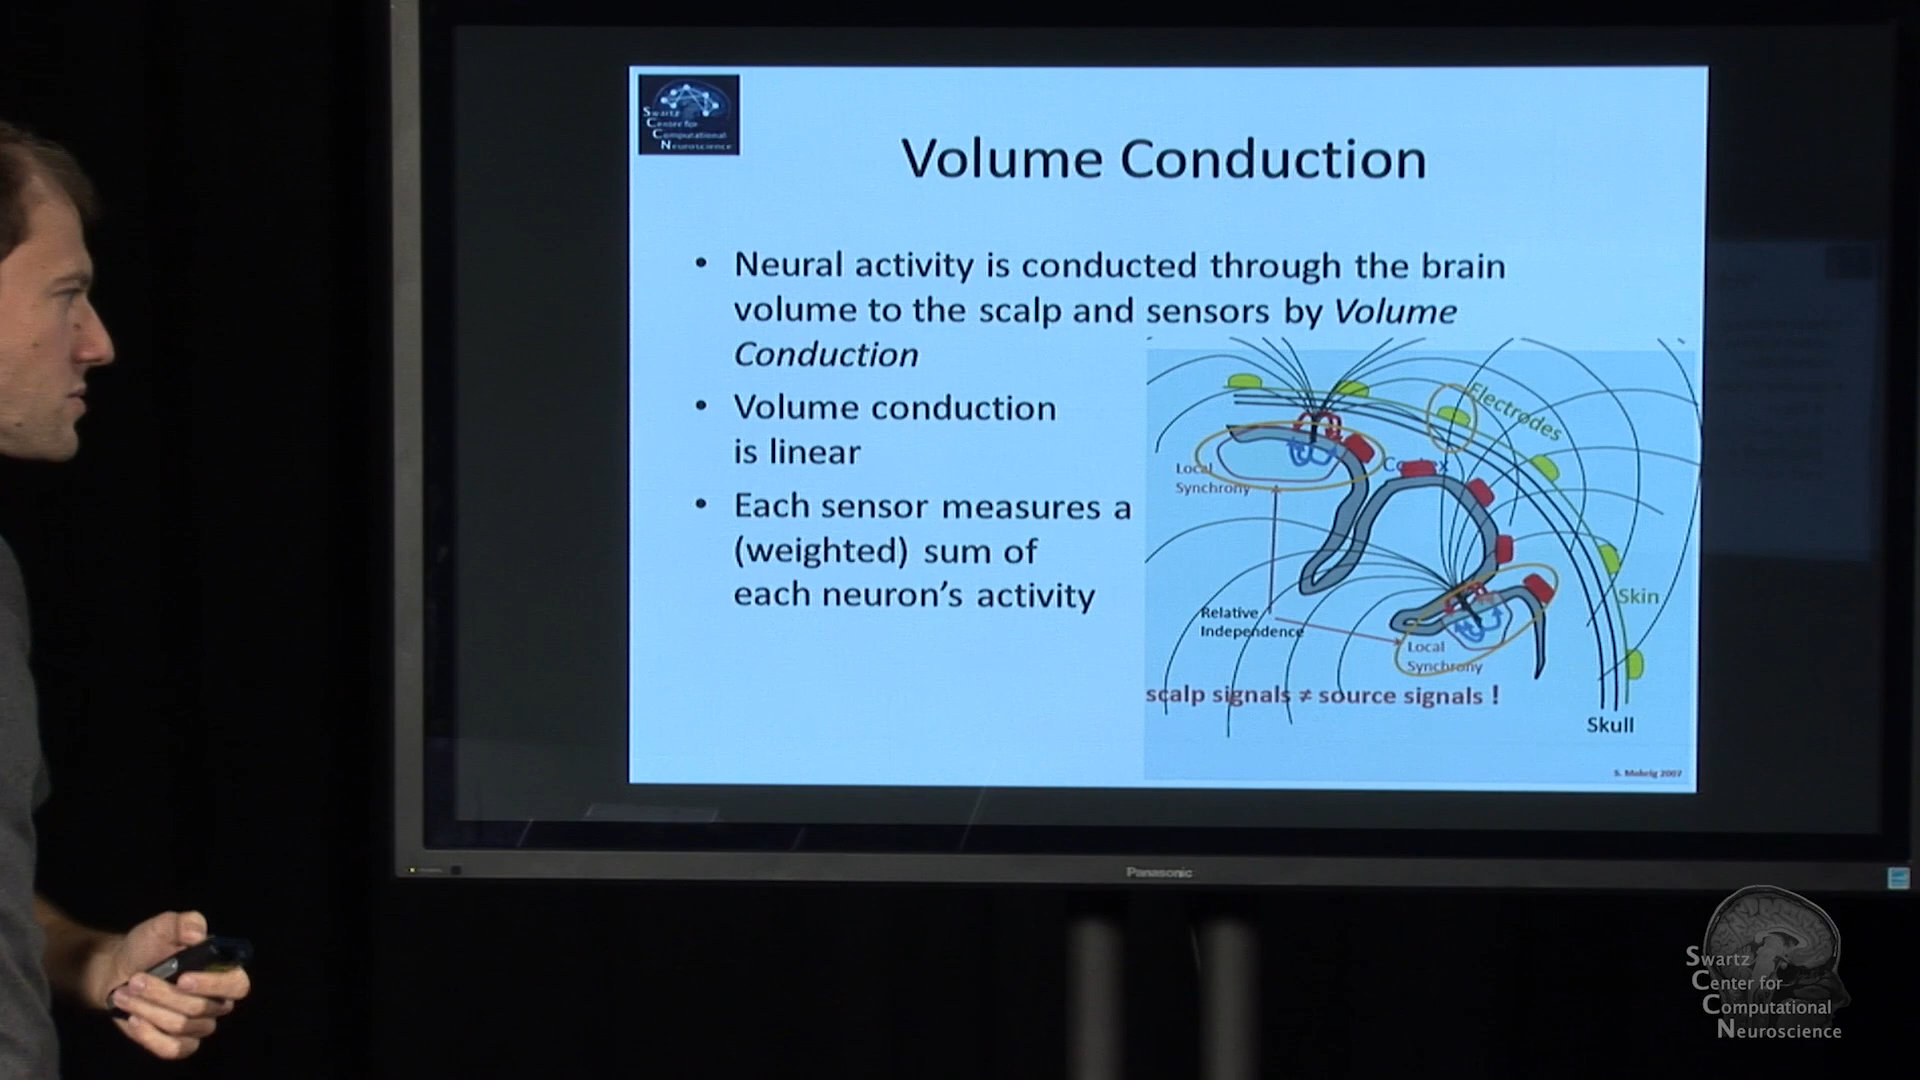 Swartz
Center for
Computational
Neuroscience
Volume Conduction
• Neural activity is conducted through the brain
volume to the scalp and sensors by Volume
Conduction
• Volume conduction
is linear
• Each sensor measures a
(weighted) sum of
each neuron's activity
Electrodes
Local
Synchrony
Cortex
Skin
Relative
Independence
Local
Synchrony
scalp signals ≠ source signals !
Skull
S. Makeig 2007
Panasonic
Swartz
Center for
Computational
Neuroscience